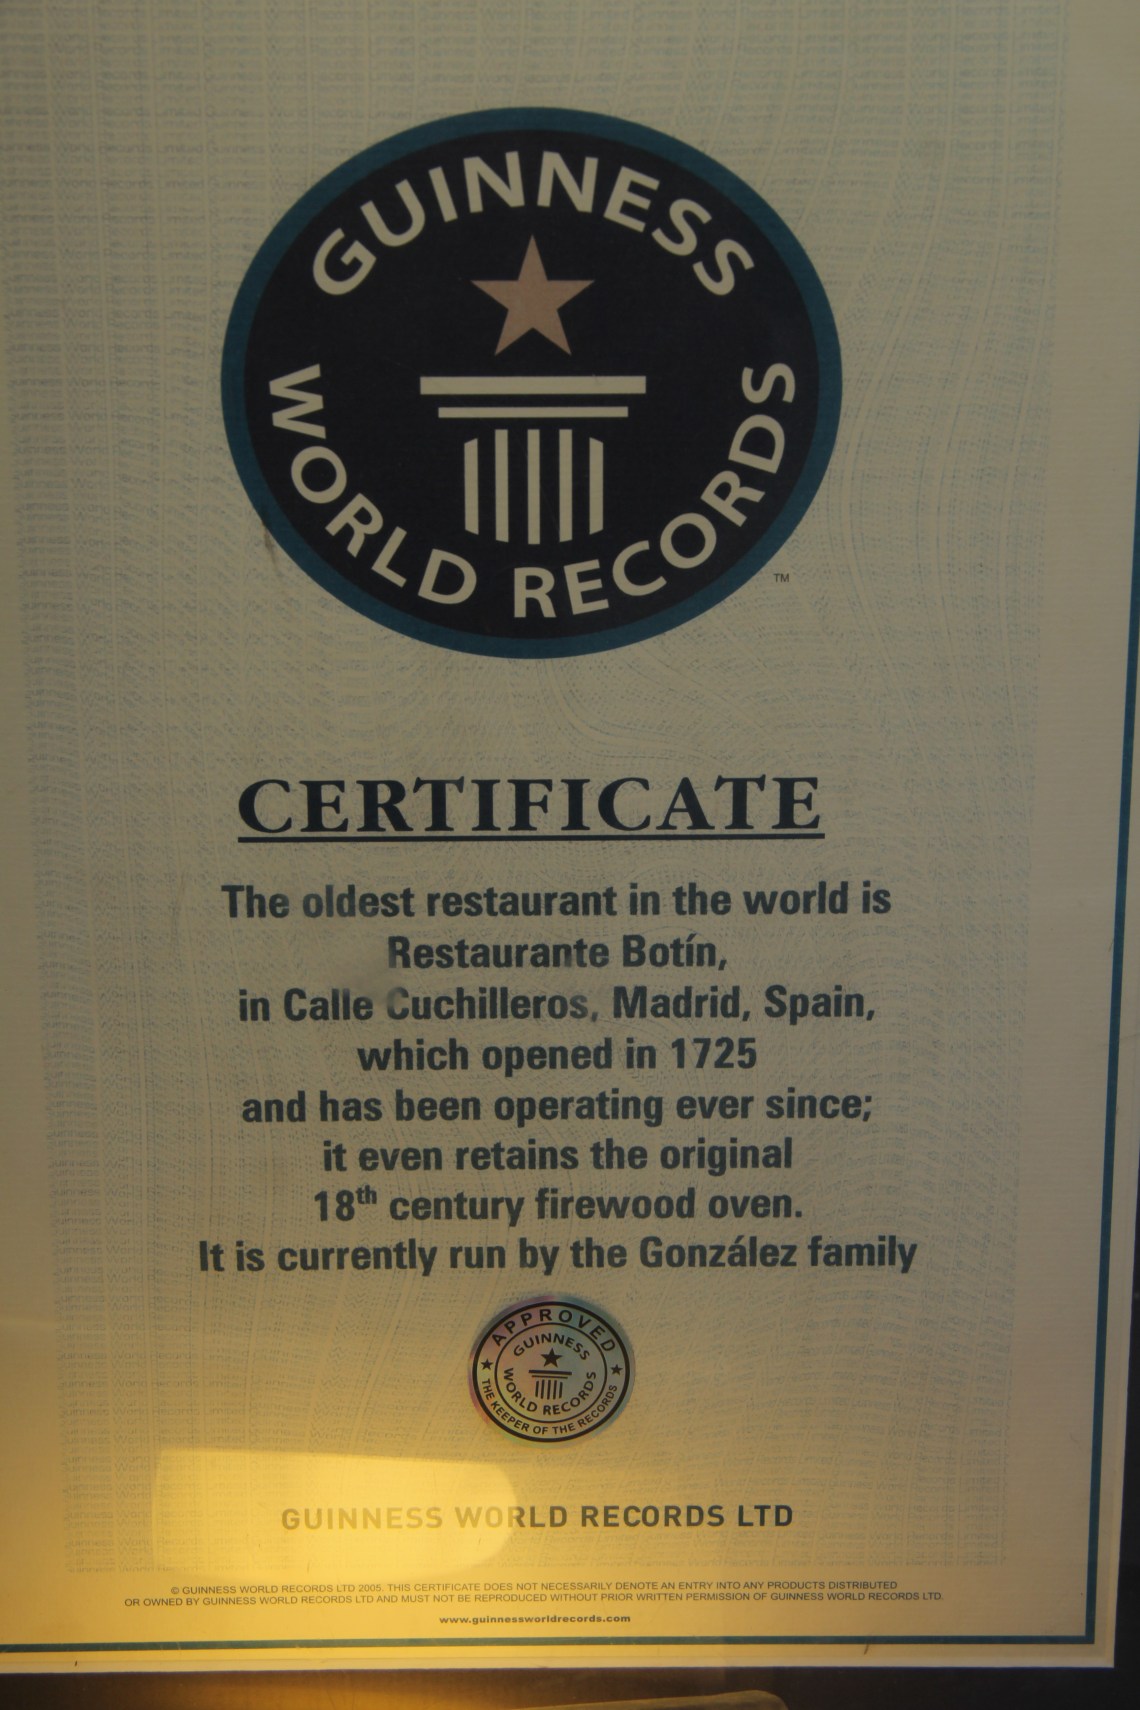 GUINNESS
WORLD RECORDS
TM
CERTIFICATE
The oldest restaurant in the world is
Restaurante Botín,
in Calle Cuchilleros, Madrid, Spain,
which opened in 1725
and has been operating ever since;
it even retains the original
18th century firewood oven.
It is currently run by the González family
APPROVED
GUINNESS
WORLD RECORDS
THE KEEPER OF THE RECORDS
GUINNESS WORLD RECORDS LTD
© GUINNESS WORLD RECORDS LTD 2005. THIS CERTIFICATE DOES NOT NECESSARILY DENOTE AN ENTRY INTO ANY PRODUCTS DISTRIBUTED
OR OWNED BY GUINNESS WORLD RECORDS LTD AND MUST NOT BE REPRODUCED WITHOUT PRIOR WRITTEN PERMISSION OF GUINNESS WORLD RECORDS LTD.
www.guinnessworldrecords.com